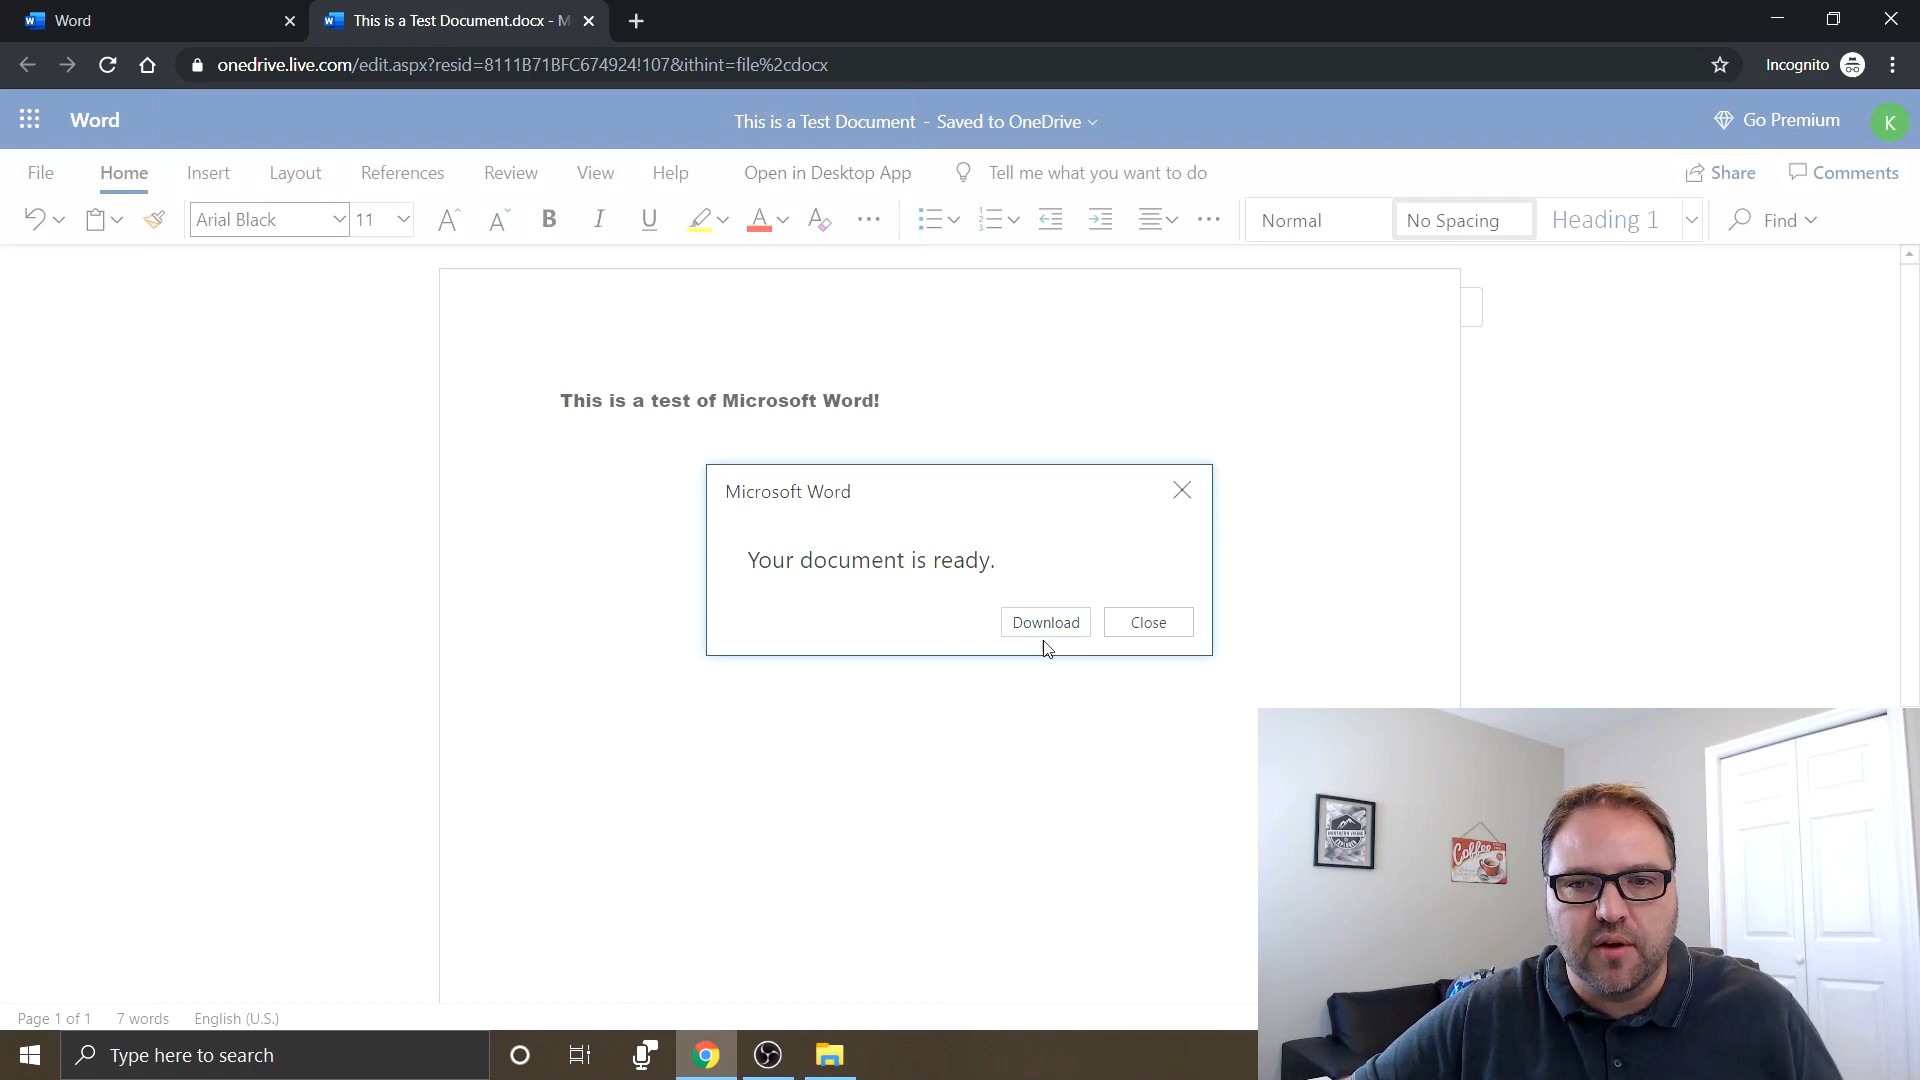 Word
This is a Test Document.docx - M
onedrive.live.com/edit.aspx?resid=8111B71BFC674924!107&ithint=file%2cdocx
Incognito
Word
This is a Test Document - Saved to OneDrive
Go Premium
K
File Home Insert Layout References Review View Help Open in Desktop App Tell me what you want to do Share Comments
Arial Black 11 Normal No Spacing Heading 1 Find
This is a test of Microsoft Word!
Microsoft Word
Your document is ready.
Download Close
Coffee
EXPLORER
Page 1 of 1 7 words English (U.S.)
Type here to search